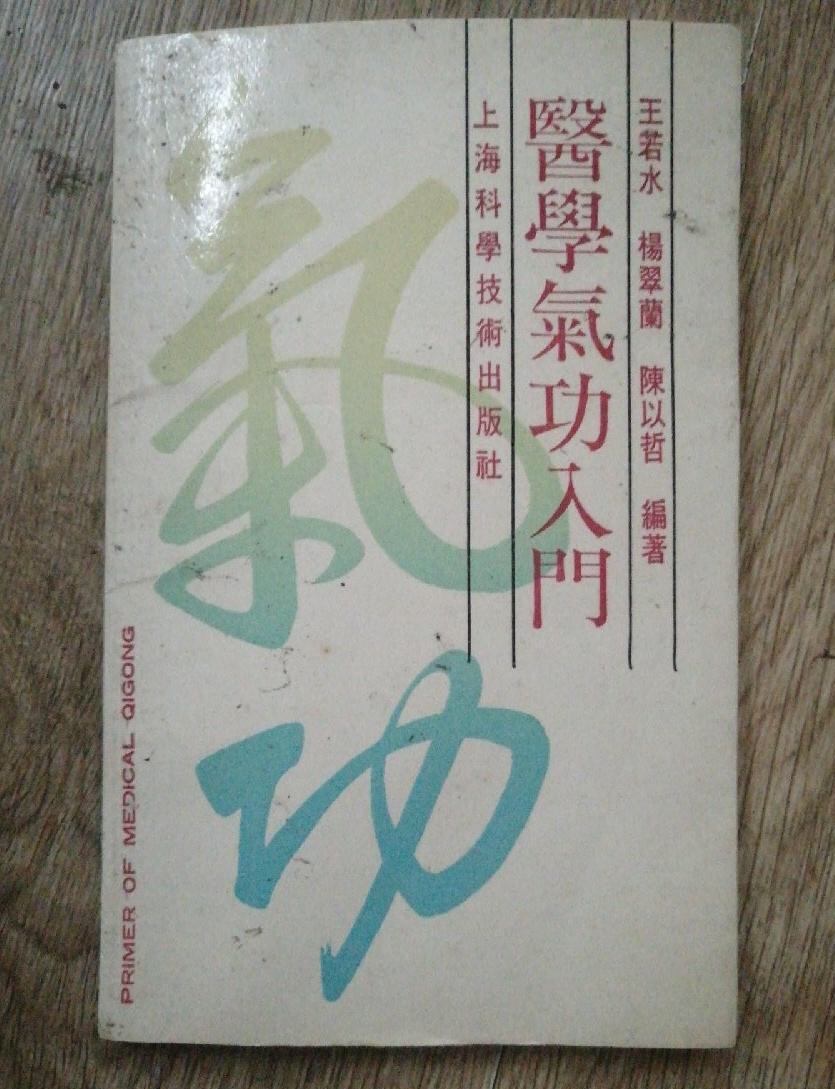 王若水 楊翠蘭 陳以哲 編著
醫學氣功入門
上海科學技術出版社
氣功
PRIMER OF MEDICAL QIGONG